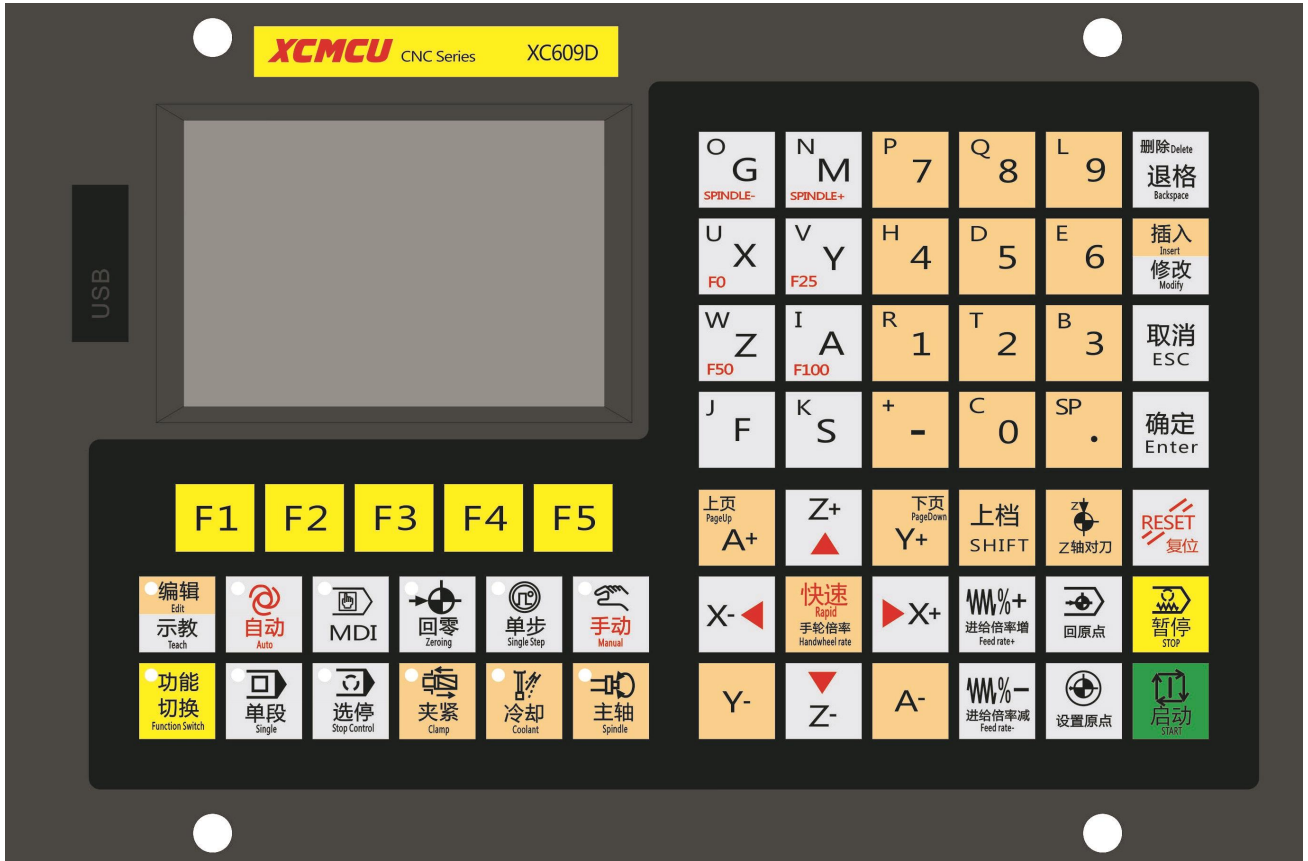 XCMCU CNC Series XC609D
USB
O G SPINDLE-
N M SPINDLE+
P 7
Q 8
L 9
删除Delete
退格
Backspace
U X F0
V Y F25
H 4
D 5
E 6
插入
Insert
修改
Modify
W Z F50
I A F100
R 1
T 2
B 3
取消
ESC
J F
K S
+ -
C 0
SP .
确定
Enter
F1 F2 F3 F4 F5
上页
PageUp
A+
Z+
下页
PageDown
Y+
上档
SHIFT
Z
Z轴对刀
RESET
复位
X-
快速
Rapid
手轮倍率
Handwheel rate
X+
%+
进给倍率增
Feed rate+
回原点
暂停
STOP
Y-
Z-
A-
%-
进给倍率减
Feed rate-
设置原点
启动
START
编辑
Edit
示教
Teach
自动
Auto
MDI
回零
Zeroing
单步
Single Step
手动
Manual
功能
切换
Function Switch
单段
Single
选停
Stop Control
夹紧
Clamp
冷却
Coolant
主轴
Spindle